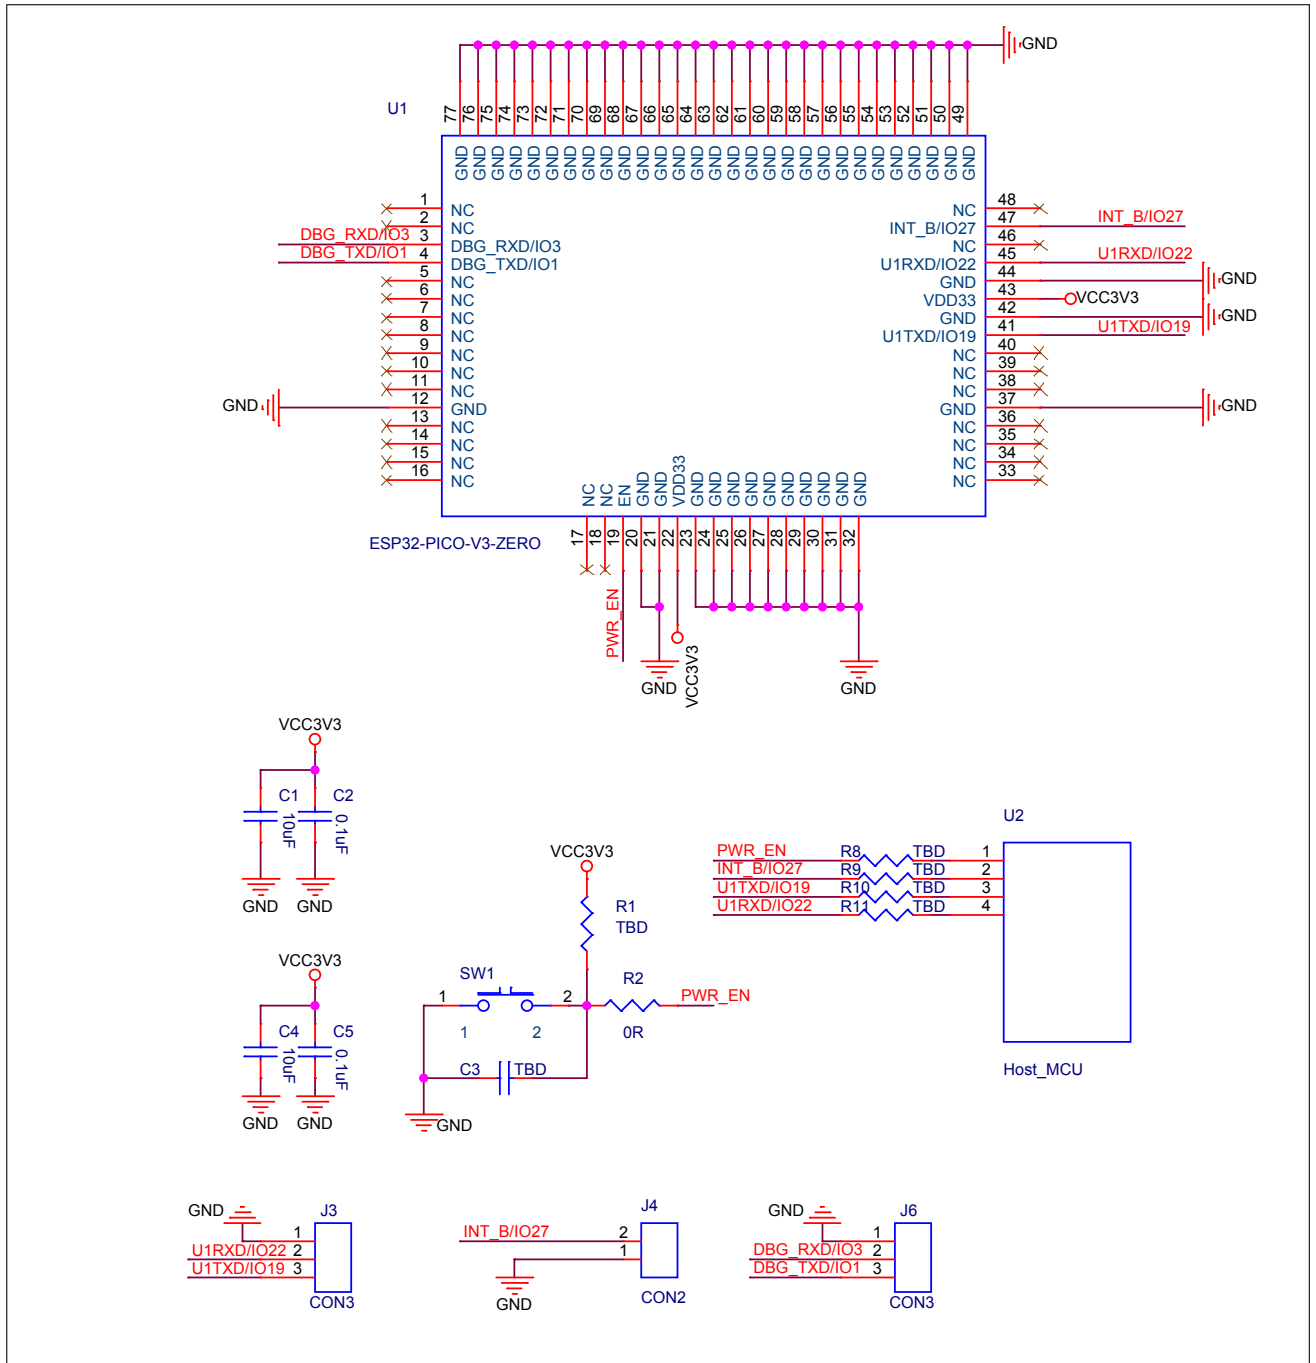 GND
U1
77 76 75 74 73 72 71 70 69 68 67 66 65 64 63 62 61 60 59 58 57 56 55 54 53 52 51 50 49
GND GND GND GND GND GND GND GND GND GND GND GND GND GND GND GND GND GND GND GND GND GND GND GND GND GND GND GND GND
1 NC NC 48
2 NC INT_B/IO27 47 INT_B/IO27
DBG_RXD/IO3 3 DBG_RXD/IO3 NC 46
DBG_TXD/IO1 4 DBG_TXD/IO1 U1RXD/IO22 45 U1RXD/IO22
5 NC GND 44 GND
6 NC VDD33 43 VCC3V3
7 NC GND 42 GND
8 NC U1TXD/IO19 41 U1TXD/IO19
9 NC NC 40
10 NC NC 39
11 NC NC 38
GND 12 GND GND 37 GND
13 NC NC 36
14 NC NC 35
15 NC NC 34
16 NC NC 33
NC NC EN GND GND VDD33 GND GND GND GND GND GND GND GND GND GND
17 18 19 20 21 22 23 24 25 26 27 28 29 30 31 32
ESP32-PICO-V3-ZERO
PWR_EN
GND
VCC3V3
GND
VCC3V3
C1 C2
10uF 0.1uF
GND GND
VCC3V3
R1
TBD
SW1
1 2
1 2
R2
0R
PWR_EN
C3 TBD
GND
VCC3V3
C4 C5
10uF 0.1uF
GND GND
U2
PWR_EN R8 TBD 1
INT_B/IO27 R9 TBD 2
U1TXD/IO19 R10 TBD 3
U1RXD/IO22 R11 TBD 4
Host_MCU
GND J3
1
U1RXD/IO22 2
U1TXD/IO19 3
CON3
J4
INT_B/IO27 2
1
GND
CON2
GND J6
1
DBG_RXD/IO3 2
DBG_TXD/IO1 3
CON3